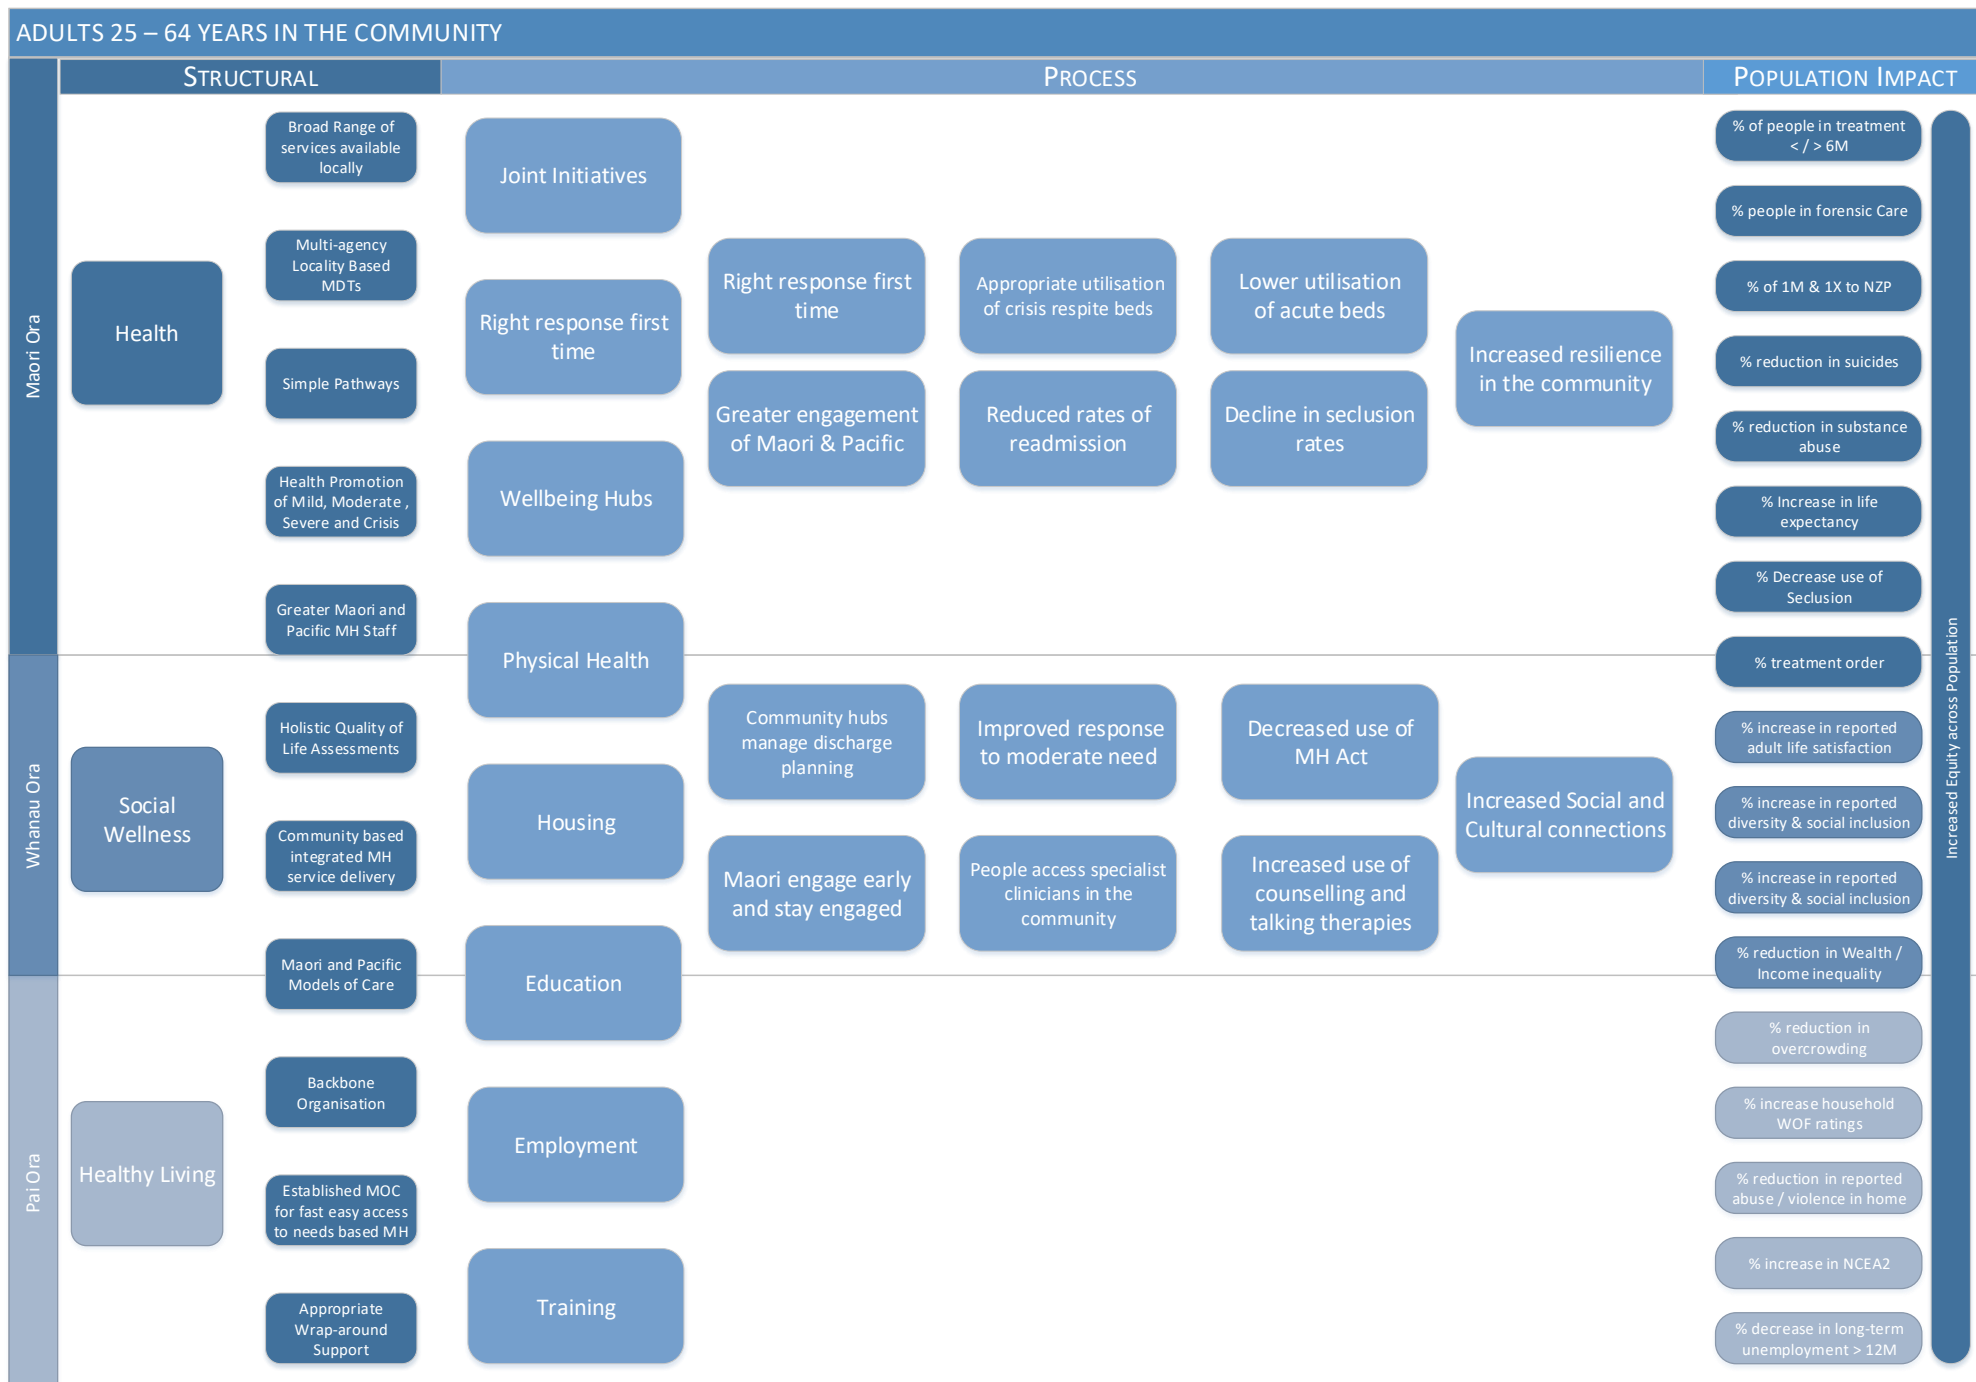 ADULTS 25 – 64 YEARS IN THE COMMUNITY
STRUCTURAL
PROCESS
POPULATION IMPACT
Maori Ora
Whanau Ora
Pai Ora
Health
Social
Wellness
Healthy Living
Broad Range of
services available
locally
Multi-agency
Locality Based
MDTs
Simple Pathways
Health Promotion
of Mild, Moderate ,
Severe and Crisis
Greater Maori and
Pacific MH Staff
Holistic Quality of
Life Assessments
Community based
integrated MH
service delivery
Maori and Pacific
Models of Care
Backbone
Organisation
Established MOC
for fast easy access
to needs based MH
Appropriate
Wrap-around
Support
Joint Initiatives
Right response first
time
Wellbeing Hubs
Physical Health
Housing
Education
Employment
Training
Right response first
time
Appropriate utilisation
of crisis respite beds
Lower utilisation
of acute beds
Greater engagement
of Maori & Pacific
Reduced rates of
readmission
Decline in seclusion
rates
Increased resilience
in the community
Community hubs
manage discharge
planning
Improved response
to moderate need
Decreased use of
MH Act
Maori engage early
and stay engaged
People access specialist
clinicians in the
community
Increased use of
counselling and
talking therapies
Increased Social and
Cultural connections
% of people in treatment
< / > 6M
% people in forensic Care
% of 1M & 1X to NZP
% reduction in suicides
% reduction in substance
abuse
% Increase in life
expectancy
% Decrease use of
Seclusion
% treatment order
% increase in reported
adult life satisfaction
% increase in reported
diversity & social inclusion
% increase in reported
diversity & social inclusion
% reduction in Wealth /
Income inequality
% reduction in
overcrowding
% increase household
WOF ratings
% reduction in reported
abuse / violence in home
% increase in NCEA2
% decrease in long-term
unemployment > 12M
Increased Equity across Population